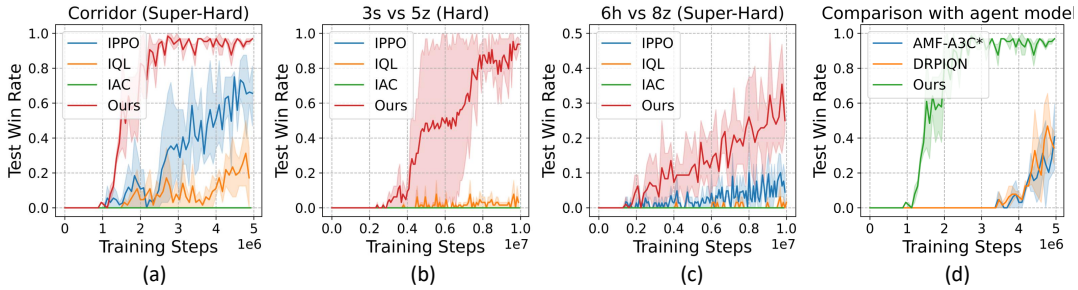 Corridor (Super-Hard)
Test Win Rate
1.0
0.8
0.6
0.4
0.2
0.0
IPPO
IQL
IAC
Ours
0 1 2 3 4 5
1e6
Training Steps
(a)
3s vs 5z (Hard)
Test Win Rate
1.0
0.8
0.6
0.4
0.2
0.0
IPPO
IQL
IAC
Ours
0.0 0.2 0.4 0.6 0.8 1.0
1e7
Training Steps
(b)
6h vs 8z (Super-Hard)
Test Win Rate
0.5
0.4
0.3
0.2
0.1
0.0
IPPO
IQL
IAC
Ours
0.0 0.2 0.4 0.6 0.8 1.0
1e7
Training Steps
(c)
Comparison with agent model
Test Win Rate
1.0
0.8
0.6
0.4
0.2
0.0
AMF-A3C*
DRPIQN
Ours
0 1 2 3 4 5
1e6
Training Steps
(d)